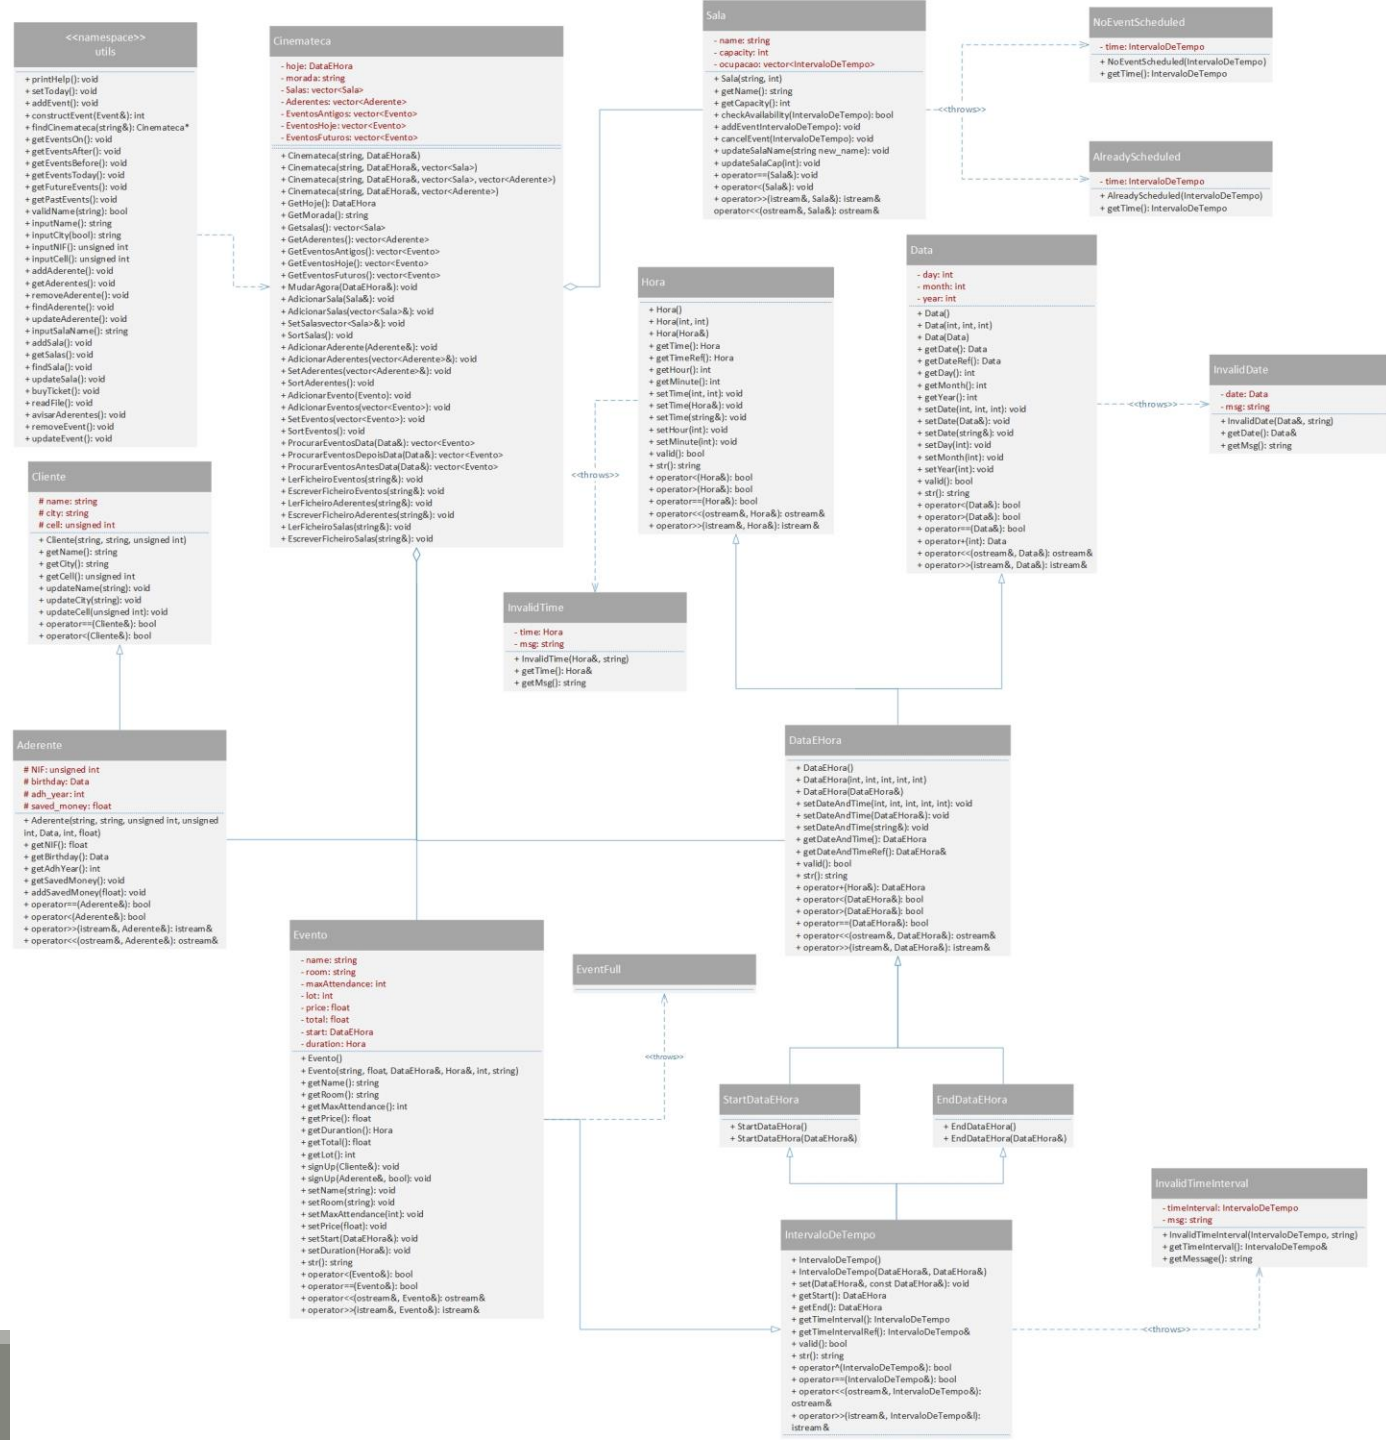 <<namespace>>
utils
+ printHelp(): void
+ setToday(): void
+ addEvent(): void
+ constructEvent(Event&): int
+ findCinemateca(string&): Cinemateca*
+ getEventsOn(): void
+ getEventsAfter(): void
+ getEventsBefore(): void
+ getEventsToday(): void
+ getFutureEvents(): void
+ getPastEvents(): void
+ validName(string): bool
+ inputName(): string
+ inputCity(bool): string
+ inputNIF(): unsigned int
+ inputCell(): unsigned int
+ addAderente(): void
+ getAderentes(): void
+ removeAderente(): void
+ findAderente(): void
+ updateAderente(): void
+ inputSalaName(): string
+ addSala(): void
+ getSalas(): void
+ findSala(): void
+ updateSala(): void
+ buyTicket(): void
+ readFile(): void
+ avisarAderentes(): void
+ removeEvent(): void
+ updateEvent(): void
Cinemateca
- hoje: DataEHora
- morada: string
- Salas: vector<Sala>
- Aderentes: vector<Aderente>
- EventosAntigos: vector<Evento>
- EventosHoje: vector<Evento>
- EventosFuturos: vector<Evento>
+ Cinemateca(string, DataEHora&)
+ Cinemateca(string, DataEHora&, vector<Sala>)
+ Cinemateca(string, DataEHora&, vector<Sala>, vector<Aderente>)
+ Cinemateca(string, DataEHora&, vector<Aderente>)
+ GetHoje(): DataEHora
+ GetMorada(): string
+ Getsalas(): vector<Sala>
+ GetAderentes(): vector<Aderente>
+ GetEventosAntigos(): vector<Evento>
+ GetEventosHoje(): vector<Evento>
+ GetEventosFuturos(): vector<Evento>
+ MudarAgora(DataEHora&): void
+ AdicionarSala(Sala&): void
+ AdicionarSalas(vector<Sala>&): void
+ SetSalasvector<Sala>&): void
+ SortSalas(): void
+ AdicionarAderente(Aderente&): void
+ AdicionarAderentes(vector<Aderente>&): void
+ SetAderentes(vector<Aderente>&): void
+ SortAderentes(): void
+ AdicionarEvento(Evento): void
+ AdicionarEventos(vector<Evento>): void
+ SetEventos(vector<Evento>): void
+ SortEventos(): void
+ ProcurarEventosData(Data&): vector<Evento>
+ ProcurarEventosDepoisData(Data&): vector<Evento>
+ ProcurarEventosAntesData(Data&): vector<Evento>
+ LerFicheiroEventos(string&): void
+ EscreverFicheiroEventos(string&): void
+ LerFicheiroAderentes(string&): void
+ EscreverFicheiroAderentes(string&): void
+ LerFicheiroSalas(string&): void
+ EscreverFicheiroSalas(string&): void
Sala
- name: string
- capacity: int
- ocupacao: vector<IntervaloDeTempo>
+ Sala(string, int)
+ getName(): string
+ getCapacity(): int
+ checkAvailability(IntervaloDeTempo): bool
+ addEventIntervaloDeTempo): void
+ cancelEvent(IntervaloDeTempo): void
+ updateSalaName(string new_name): void
+ updateSalaCap(int): void
+ operator==(Sala&): void
+ operator<(Sala&): void
+ operator>>(istream&, Sala&): istream&
operator<<(ostream&, Sala&): ostream&
<<throws>>
NoEventScheduled
- time: IntervaloDeTempo
+ NoEventScheduled(IntervaloDeTempo)
+ getTime(): IntervaloDeTempo
AlreadyScheduled
- time: IntervaloDeTempo
+ AlreadyScheduled(IntervaloDeTempo)
+ getTime(): IntervaloDeTempo
Hora
+ Hora()
+ Hora(int, int)
+ Hora(Hora&)
+ getTime(): Hora
+ getTimeRef(): Hora
+ getHour(): int
+ getMinute(): int
+ setTime(int, int): void
+ setTime(Hora&): void
+ setTime(string&): void
+ setHour(int): void
+ setMinute(int): void
+ valid(): bool
+ str(): string
+ operator<(Hora&): bool
+ operator>(Hora&): bool
+ operator==(Hora&): bool
+ operator<<(ostream&, Hora&): ostream&
+ operator>>(istream&, Hora&): istream&
<<throws>>
Data
- day: int
- month: int
- year: int
+ Data()
+ Data(int, int, int)
+ Data(Data)
+ getDate(): Data
+ getDateRef(): Data
+ getDay(): int
+ getMonth(): int
+ getYear(): int
+ setDate(int, int, int): void
+ setDate(Data&): void
+ setDate(string&): void
+ setDay(int): void
+ setMonth(int): void
+ setYear(int): void
+ valid(): bool
+ str(): string
+ operator<(Data&): bool
+ operator>(Data&): bool
+ operator==(Data&): bool
+ operator+(int): Data
+ operator<<(ostream&, Data&): ostream&
+ operator>>(istream&, Data&): istream&
<<throws>>
InvalidDate
- date: Data
- msg: string
+ InvalidDate(Data&, string)
+ getDate(): Data&
+ getMsg(): string
Cliente
# name: string
# city: string
# cell: unsigned int
+ Cliente(string, string, unsigned int)
+ getName(): string
+ getCity(): string
+ getCell(): unsigned int
+ updateName(string): void
+ updateCity(string): void
+ updateCell(unsigned int): void
+ operator==(Cliente&): bool
+ operator<(Cliente&): bool
InvalidTime
- time: Hora
- msg: string
+ InvalidTime(Hora&, string)
+ getTime(): Hora&
+ getMsg(): string
Aderente
# NIF: unsigned int
# birthday: Data
# adh_year: int
# saved_money: float
+ Aderente(string, string, unsigned int, unsigned
int, Data, int, float)
+ getNIF(): float
+ getBirthday(): Data
+ getAdhYear(): int
+ getSavedMoney(): void
+ addSavedMoney(float): void
+ operator==(Aderente&): bool
+ operator<(Aderente&): bool
+ operator>>(istream&, Aderente&): istream&
+ operator<<(ostream&, Aderente&): ostream&
DataEHora
+ DataEHora()
+ DataEHora(int, int, int, int, int)
+ DataEHora(DataEHora&)
+ setDateAndTime(int, int, int, int, int): void
+ setDateAndTime(DataEHora&): void
+ setDateAndTime(string&): void
+ getDateAndTime(): DataEHora
+ getDateAndTimeRef(): DataEHora&
+ valid(): bool
+ str(): string
+ operator+(Hora&): DataEHora
+ operator<(DataEHora&): bool
+ operator>(DataEHora&): bool
+ operator==(DataEHora&): bool
+ operator<<(ostream&, DataEHora&): ostream&
+ operator>>(istream&, DataEHora&): istream&
Evento
- name: string
- room: string
- maxAttendance: int
- lot: int
- price: float
- total: float
- start: DataEHora
- duration: Hora
+ Evento()
+ Evento(string, float, DataEHora&, Hora&, int, string)
+ getName(): string
+ getRoom(): string
+ getMaxAttendance(): int
+ getPrice(): float
+ getDurantion(): Hora
+ getTotal(): float
+ getLot(): int
+ signUp(Cliente&): void
+ signUp(Aderente&, bool): void
+ setName(string): void
+ setRoom(string): void
+ setMaxAttendance(int): void
+ setPrice(float): void
+ setStart(DataEHora&): void
+ setDuration(Hora&): void
+ str(): string
+ operator<(Evento&): bool
+ operator==(Evento&): bool
+ operator<<(ostream&, Evento&): ostream&
+ operator>>(istream&, Evento&): istream&
EventFull
<<throws>>
StartDataEHora
+ StartDataEHora()
+ StartDataEHora(DataEHora&)
EndDataEHora
+ EndDataEHora()
+ EndDataEHora(DataEHora&)
IntervaloDeTempo
+ IntervaloDeTempo()
+ IntervaloDeTempo(DataEHora&, DataEHora&)
+ set(DataEHora&, const DataEHora&): void
+ getStart(): DataEHora
+ getEnd(): DataEHora
+ getTimeInterval(): IntervaloDeTempo
+ getTimeIntervalRef(): IntervaloDeTempo&
+ valid(): bool
+ str(): string
+ operator^(IntervaloDeTempo&): bool
+ operator==(IntervaloDeTempo&): bool
+ operator<<(ostream&, IntervaloDeTempo&):
ostream&
+ operator>>(istream&, IntervaloDeTempo&l):
istream&
<<throws>>
InvalidTimeInterval
- timeInterval: IntervaloDeTempo
- msg: string
+ InvalidTimeInterval(IntervaloDeTempo, string)
+ getTimeInterval(): IntervaloDeTempo&
+ getMessage(): string